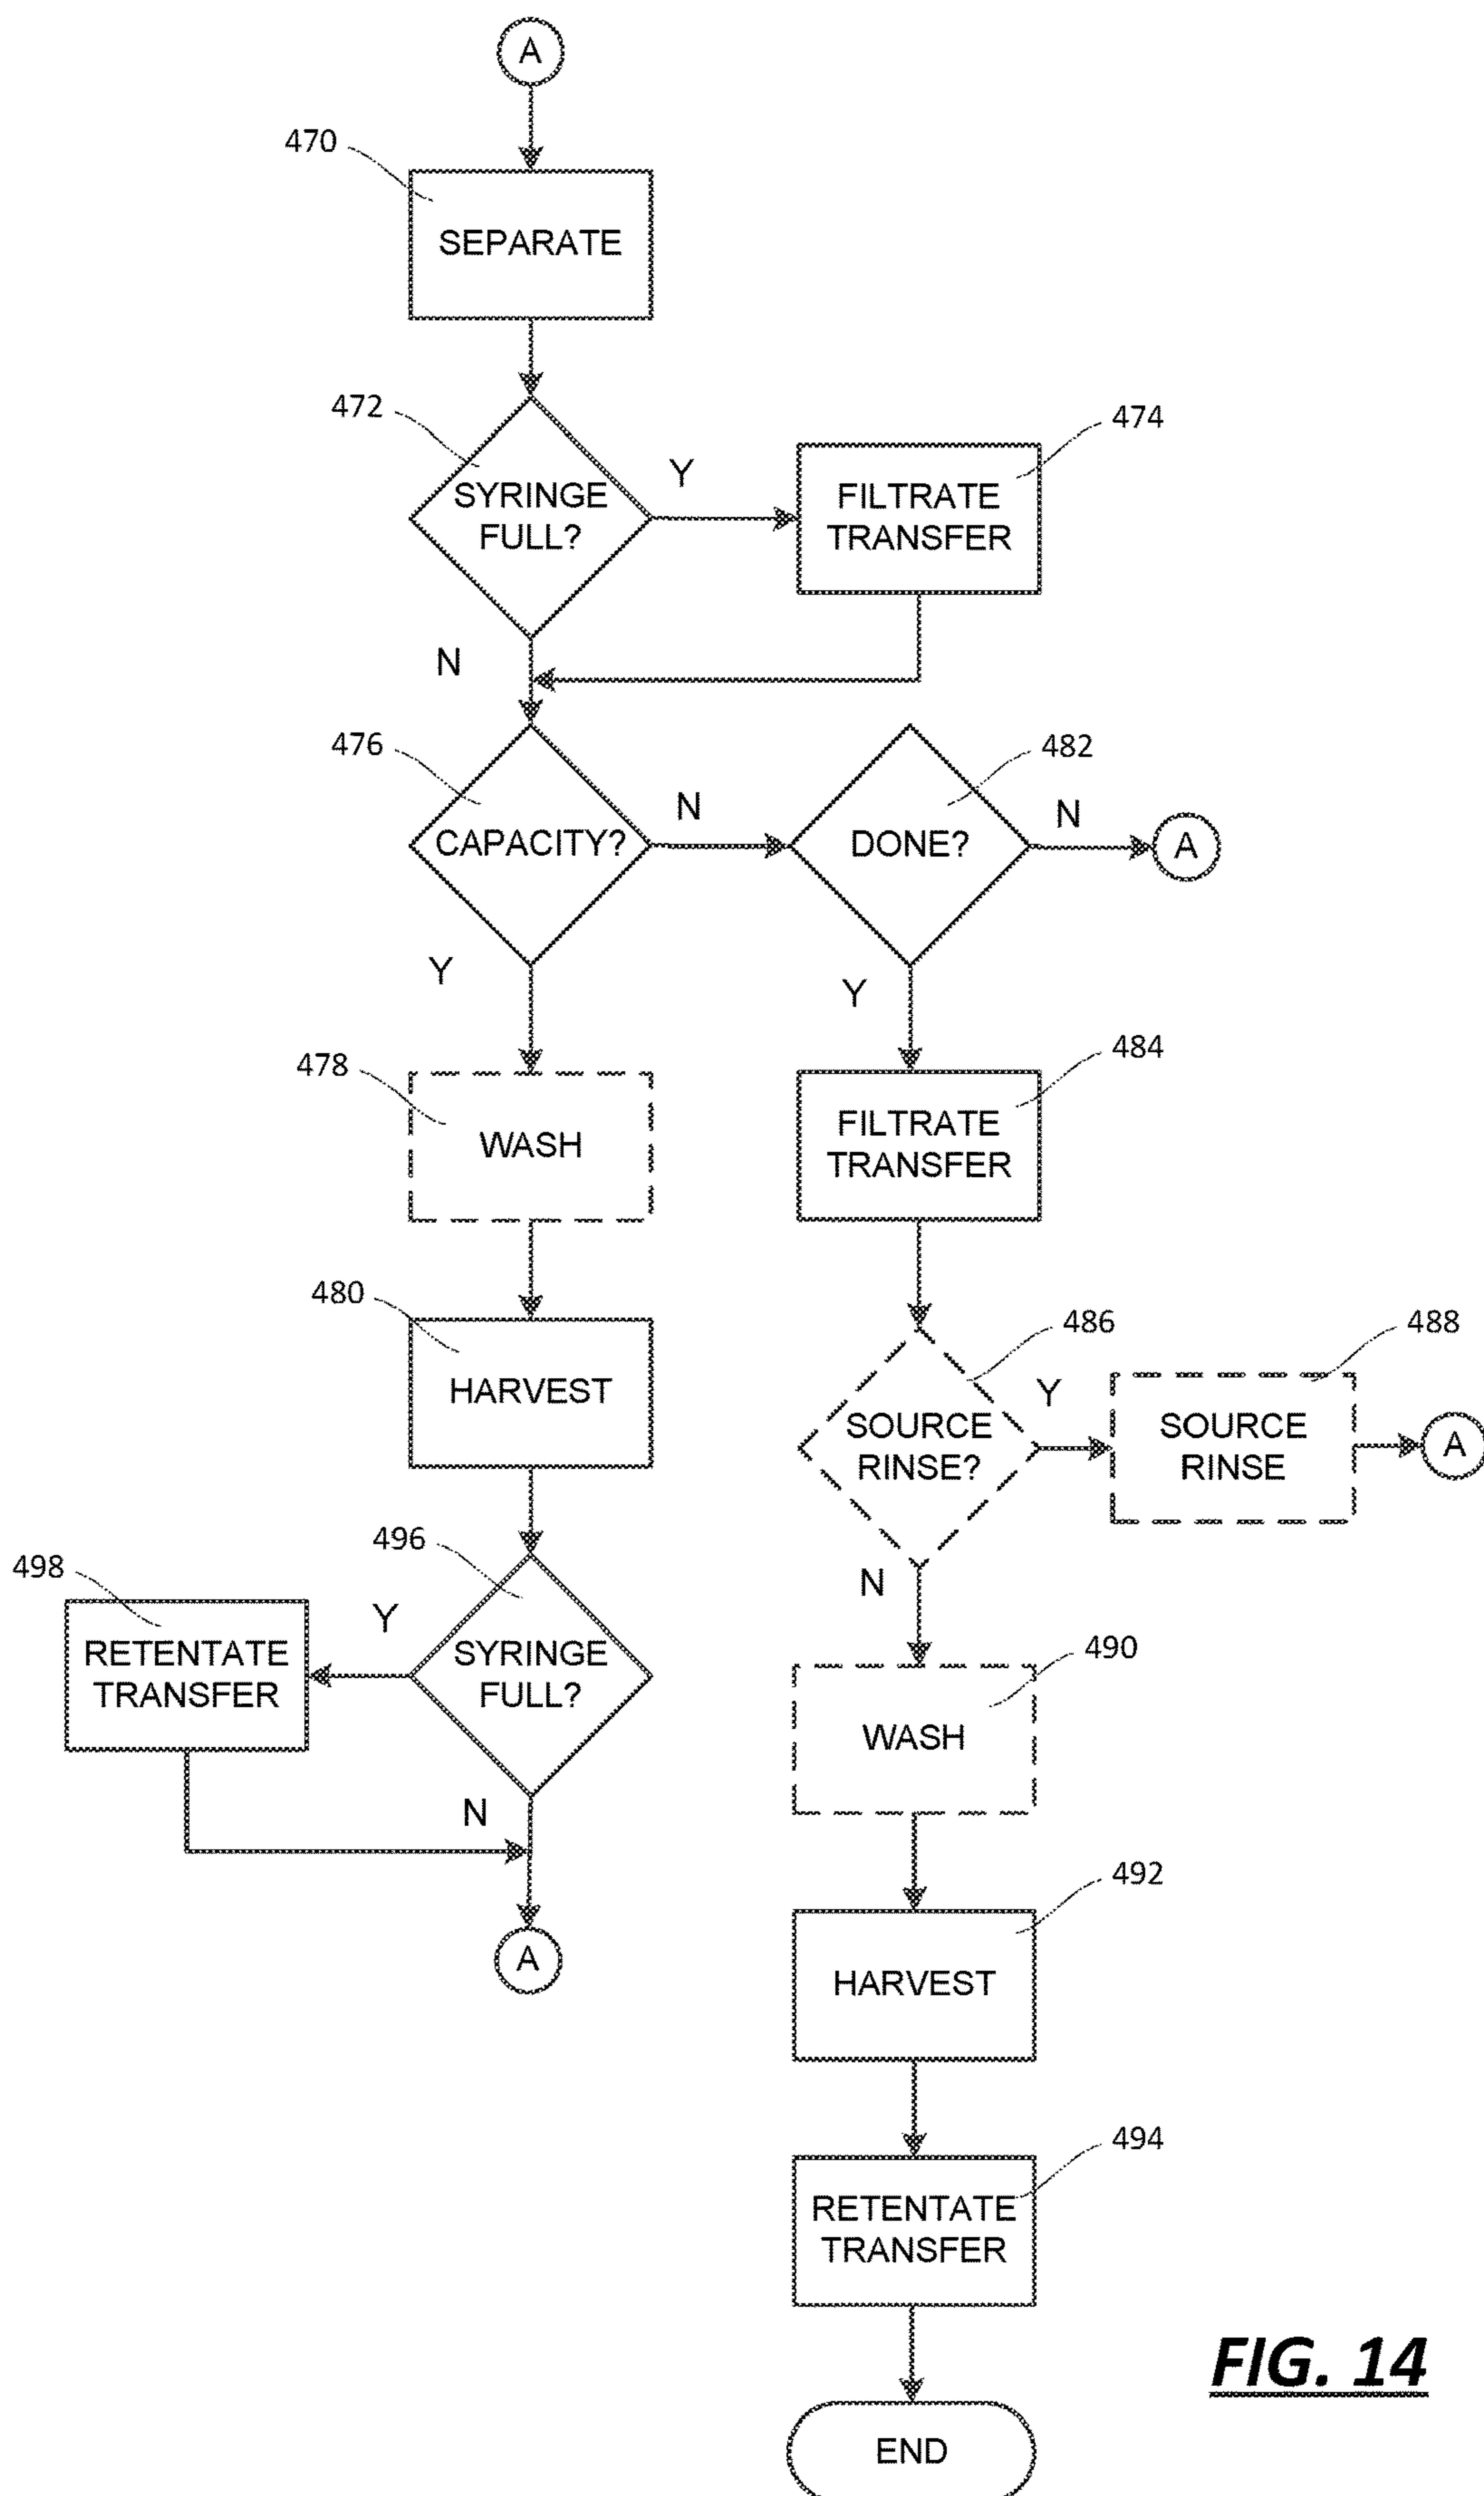 A
470
SEPARATE
472
SYRINGE
FULL?
Y
474
FILTRATE
TRANSFER
N
476
CAPACITY?
N
482
DONE?
N
A
Y
Y
478
WASH
484
FILTRATE
TRANSFER
480
HARVEST
486
SOURCE
RINSE?
Y
488
SOURCE
RINSE
A
N
496
SYRINGE
FULL?
Y
498
RETENTATE
TRANSFER
N
A
490
WASH
492
HARVEST
494
RETENTATE
TRANSFER
END
FIG. 14